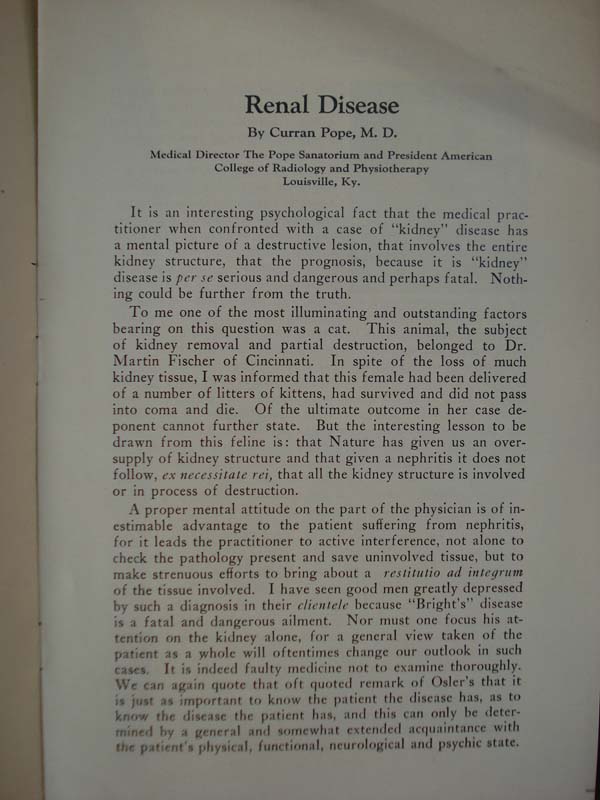 Renal Disease
By Curran Pope, M. D.
Medical Director The Pope Sanatorium and President American
College of Radiology and Physiotherapy
Louisville, Ky.
It is an interesting psychological fact that the medical prac-
titioner when confronted with a case of "kidney" disease has
a mental picture of a destructive lesion, that involves the entire
kidney structure, that the prognosis, because it is "kidney"
disease is per se serious and dangerous and perhaps fatal. Noth-
ing could be further from the truth.
To me one of the most illuminating and outstanding factors
bearing on this question was a cat. This animal, the subject
of kidney removal and partial destruction, belonged to Dr.
Martin Fischer of Cincinnati. In spite of the loss of much
kidney tissue, I was informed that this female had been delivered
of a number of litters of kittens, had survived and did not pass
into coma and die. Of the ultimate outcome in her case de-
ponent cannot further state. But the interesting lesson to be
drawn from this feline is: that Nature has given us an over-
supply of kidney structure and that given a nephritis it does not
follow, ex necessitate rei, that all the kidney structure is involved
or in process of destruction.
A proper mental attitude on the part of the physician is of in-
estimable advantage to the patient suffering from nephritis,
for it leads the practitioner to active interference, not alone to
check the pathology present and save uninvolved tissue, but to
make strenuous efforts to bring about a restitutio ad integrum
of the tissue involved. I have seen good men greatly depressed
by such a diagnosis in their clientele because "Bright's" disease
is a fatal and dangerous ailment. Nor must one focus his at-
tention on the kidney alone, for a general view taken of the
patient as a whole will oftentimes change our outlook in such
cases. It is indeed faulty medicine not to examine thoroughly.
We can again quote that oft quoted remark of Osler's that it
is just as important to know the patient the disease has, as to
know the disease the patient has, and this can only be deter-
mined by a general and somewhat extended acquaintance with
the patient's physical, functional, neurological and psychic state.